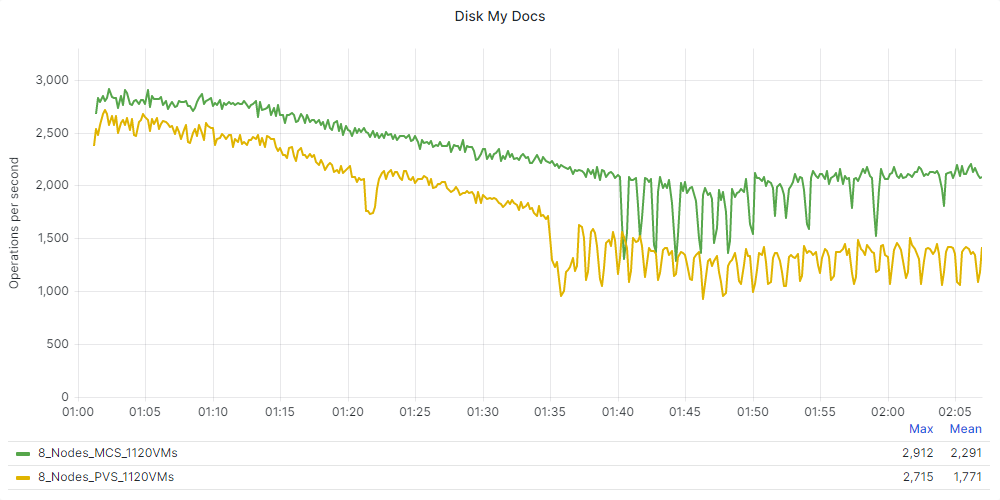 Disk My Docs
Operations per second
3,000
2,500
2,000
1,500
1,000
500
0
01:00 01:05 01:10 01:15 01:20 01:25 01:30 01:35 01:40 01:45 01:50 01:55 02:00 02:05
Max Mean
8_Nodes_MCS_1120VMs 2,912 2,291
8_Nodes_PVS_1120VMs 2,715 1,771